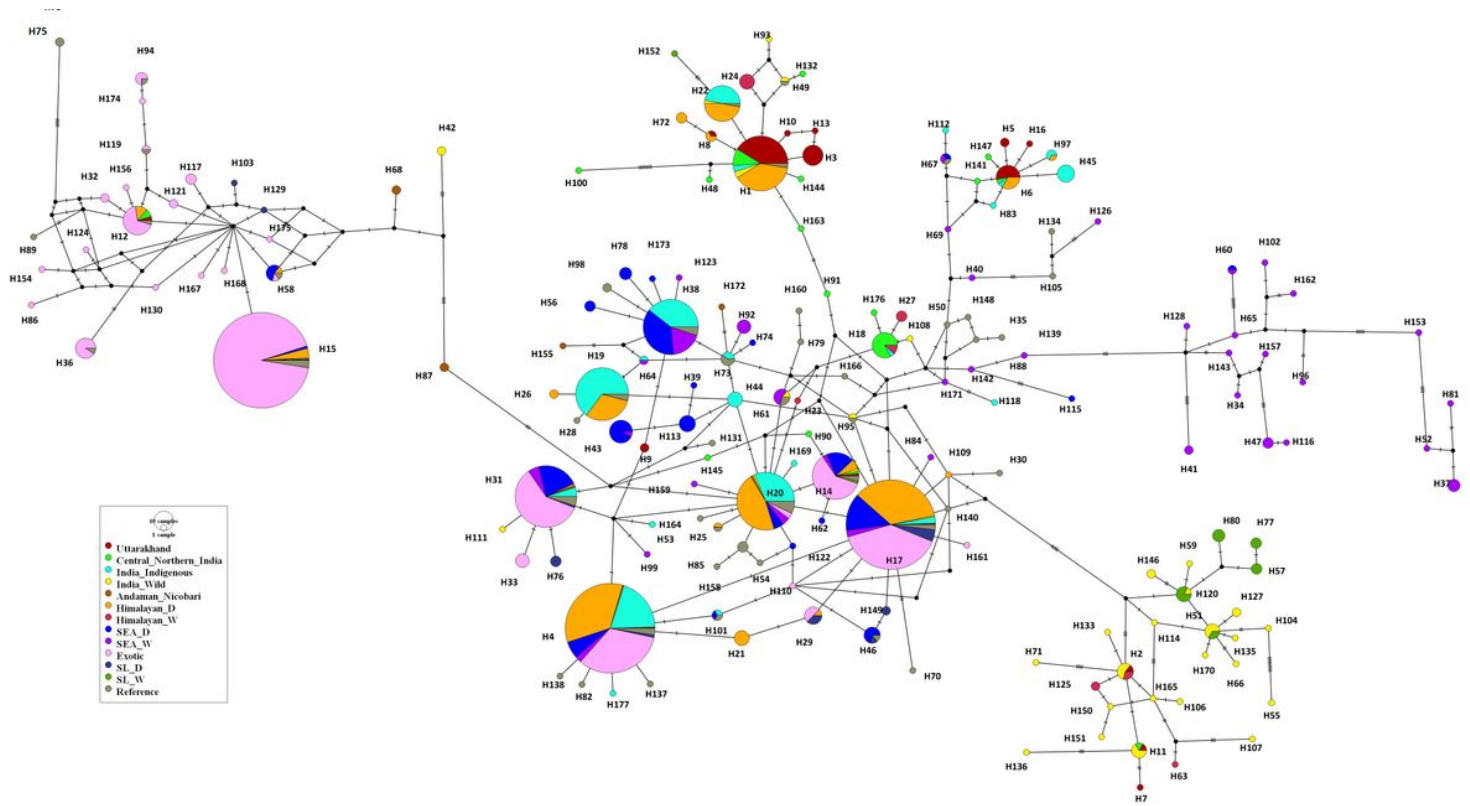 H75
H94
H174
H119
H156
H32
H117
H103
H121
H129
H12
H124
H175
H89
H154
H58
H167
H168
H130
H86
H36
H15
H42
H68
H87
H93
H152
H132
H24
H49
H22
H72
H10
H13
H8
H3
H100
H48
H1
H144
H163
H91
H112
H5
H16
H147
H97
H67
H141
H45
H6
H83
H134
H126
H69
H40
H105
H78
H173
H98
H123
H38
H56
H172
H92
H160
H74
H155
H19
H79
H64
H73
H176
H27
H18
H108
H50
H148
H35
H139
H88
H166
H142
H171
H118
H115
H26
H39
H44
H61
H23
H95
H28
H43
H113
H9
H131
H90
H84
H109
H145
H169
H30
H31
H159
H20
H14
H140
H111
H164
H53
H25
H62
H33
H76
H99
H85
H54
H122
H17
H161
H158
H110
H149
H4
H101
H21
H29
H46
H70
H138
H82
H177
H137
H60
H102
H162
H128
H65
H153
H143
H157
H34
H96
H41
H47
H116
H81
H52
H37
H80
H77
H146
H59
H57
H120
H51
H127
H104
H133
H114
H135
H71
H2
H170
H66
H125
H165
H150
H106
H55
H151
H11
H107
H136
H63
H7
10 samples
1 sample
Uttarakhand
Central_Northern_India
India_Indigenous
India_Wild
Andaman_Nicobari
Himalayan_D
Himalayan_W
SEA_D
SEA_W
Exotic
SL_D
SL_W
Reference